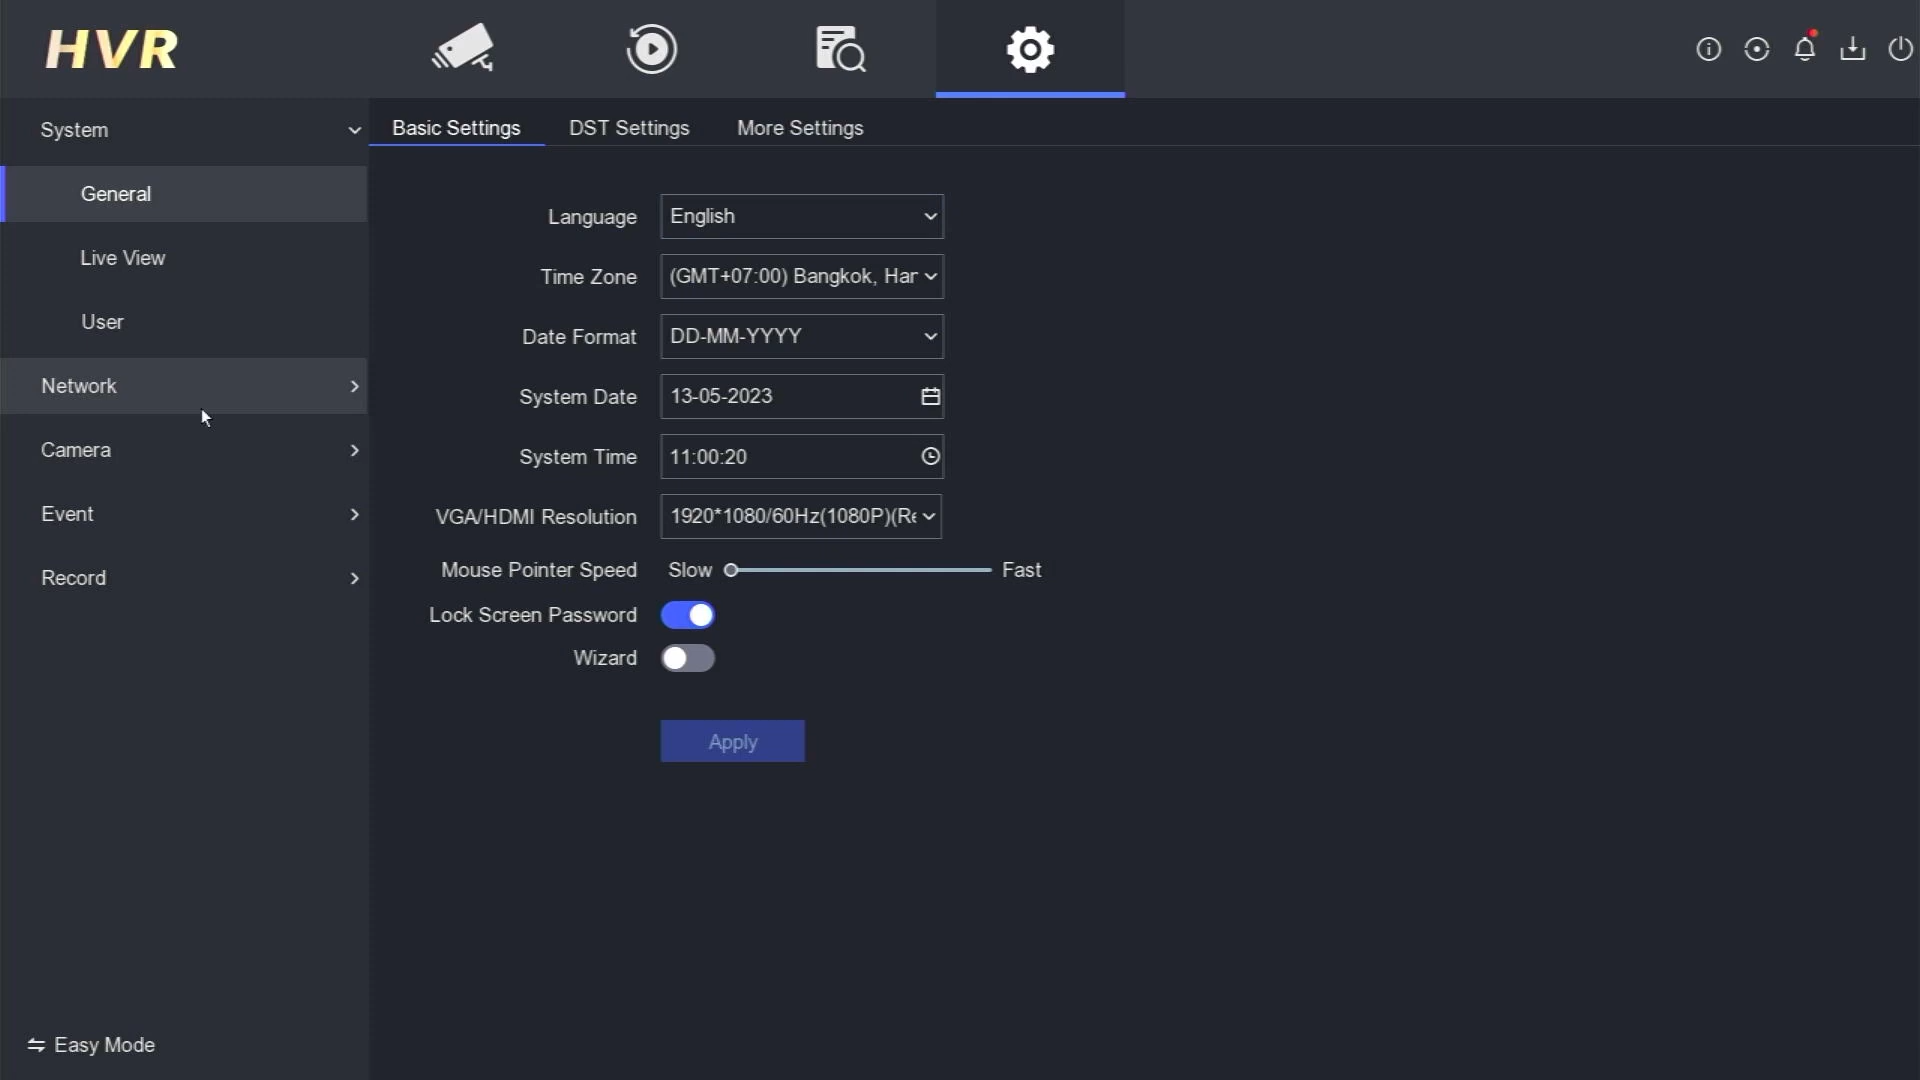 HVR
System
General
Live View
User
Network
Camera
Event
Record
Easy Mode
Basic Settings DST Settings More Settings
Language English
Time Zone (GMT+07:00) Bangkok, Har
Date Format DD-MM-YYYY
System Date 13-05-2023
System Time 11:00:20
VGA/HDMI Resolution 1920*1080/60Hz(1080P)(Re
Mouse Pointer Speed Slow Fast
Lock Screen Password
Wizard
Apply